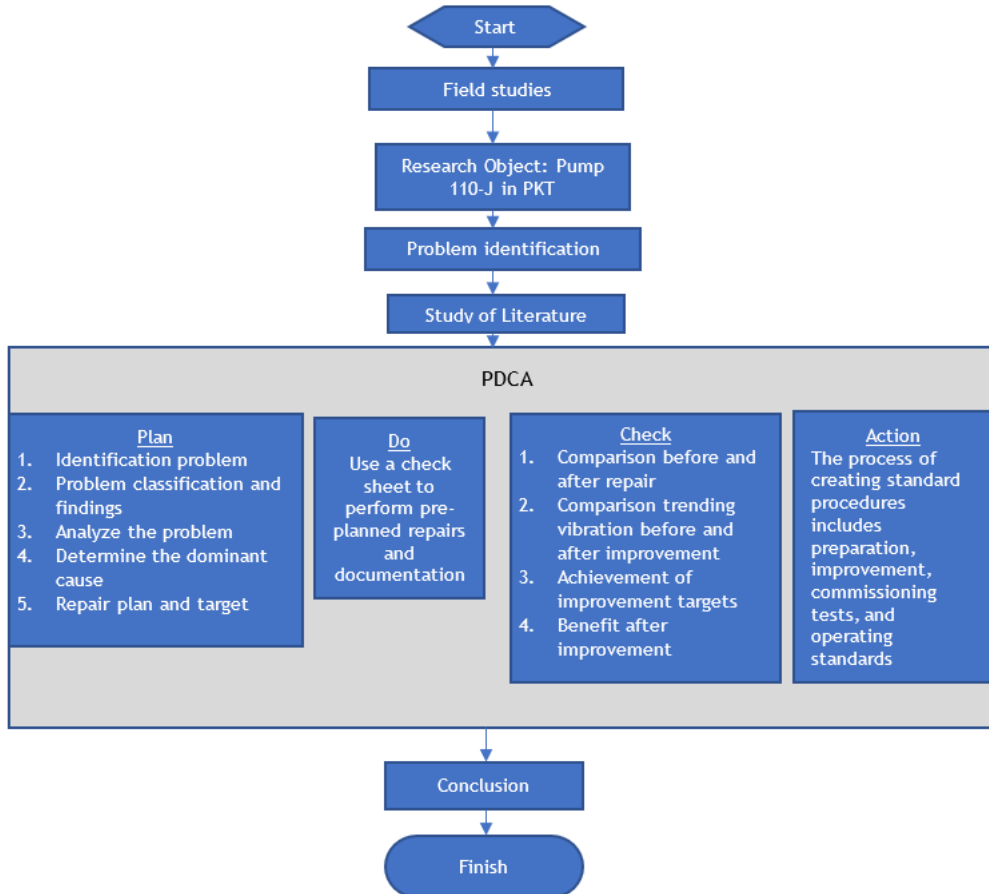 Start
Field studies
Research Object: Pump
110-J in PKT
Problem identification
Study of Literature
PDCA
Plan
1. Identification problem
2. Problem classification and
findings
3. Analyze the problem
4. Determine the dominant
cause
5. Repair plan and target
Do
Use a check
sheet to
perform pre-
planned repairs
and
documentation
Check
1. Comparison before and
after repair
2. Comparison trending
vibration before and
after improvement
3. Achievement of
improvement targets
4. Benefit after
improvement
Action
The process of
creating standard
procedures
includes
preparation,
improvement,
commissioning
tests, and
operating
standards
Conclusion
Finish